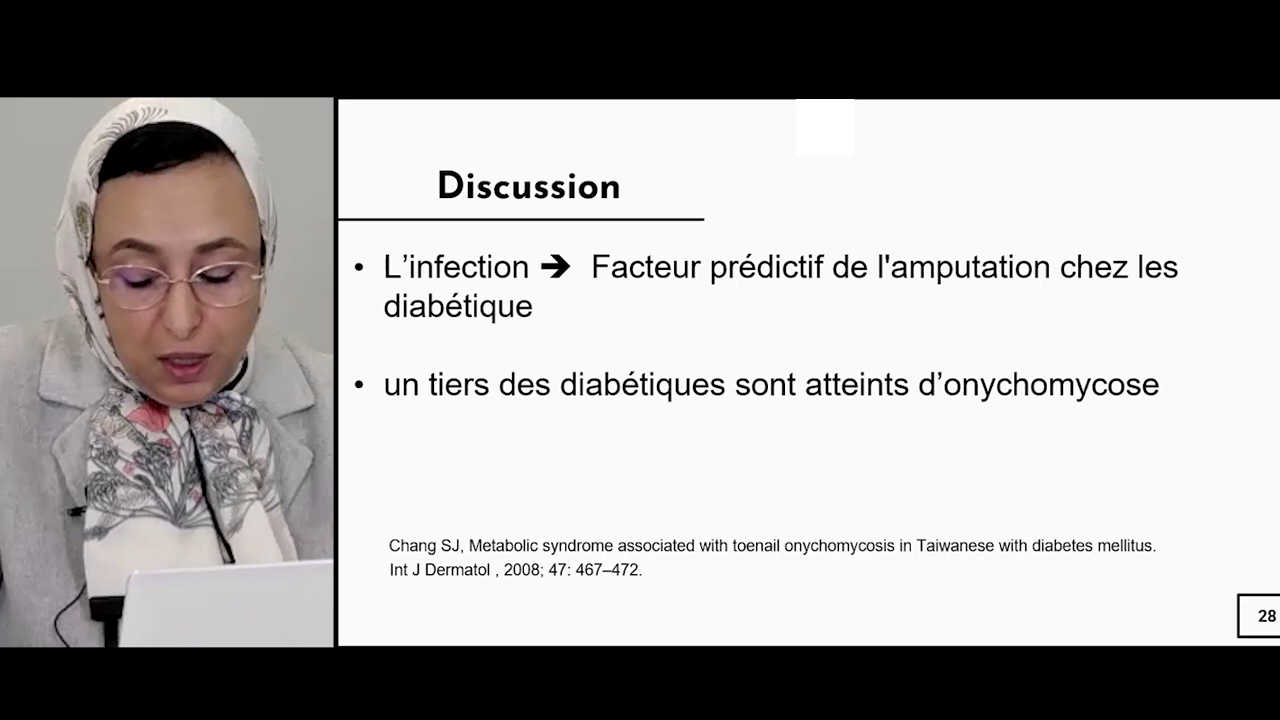 Discussion
• L’infection 🡺 Facteur prédictif de l'amputation chez les
diabétique
• un tiers des diabétiques sont atteints d’onychomycose
Chang SJ, Metabolic syndrome associated with toenail onychomycosis in Taiwanese with diabetes mellitus.
Int J Dermatol , 2008; 47: 467–472.
28